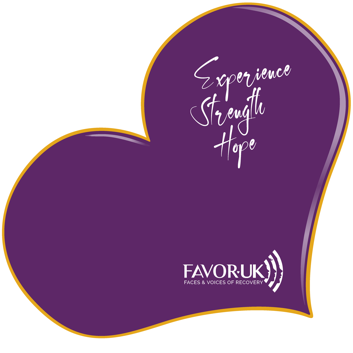 Experience
Strength
Hope
FAVOR UK
FACES & VOICES OF RECOVERY